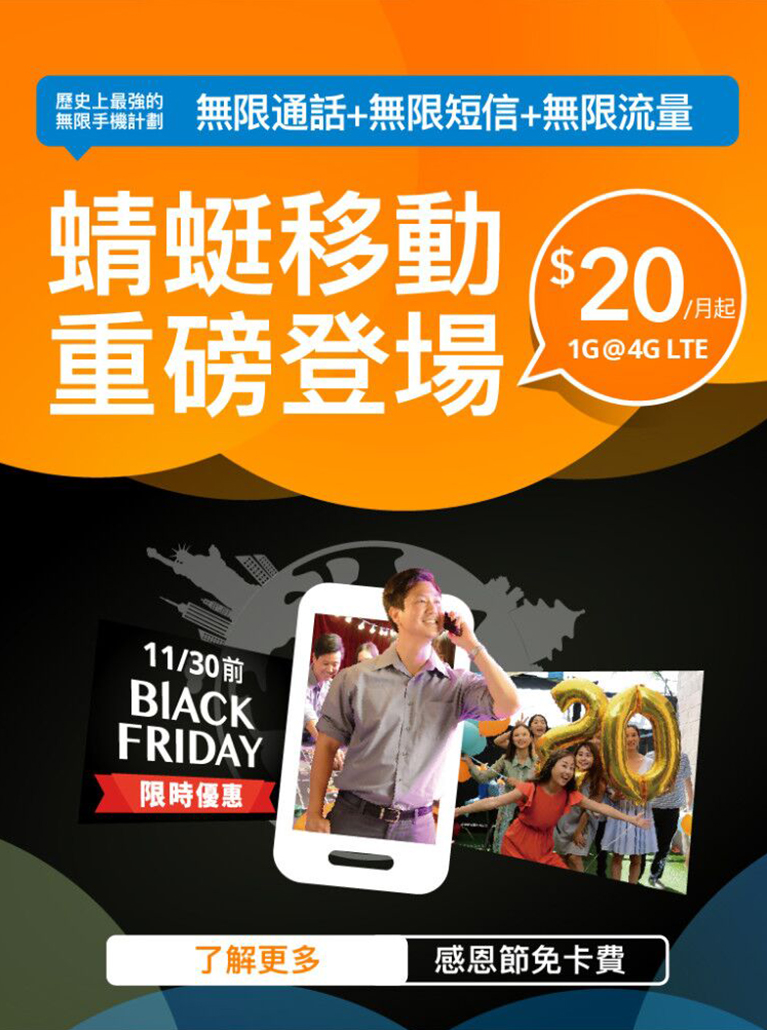 歷史上最強的
無限手機計劃
無限通話+無限短信+無限流量
蜻蜓移動
重磅登場
$20/月起
1G@4G LTE
11/30前
BlACK
FRIDAY
限時優惠
20
了解更多
感恩節免卡費